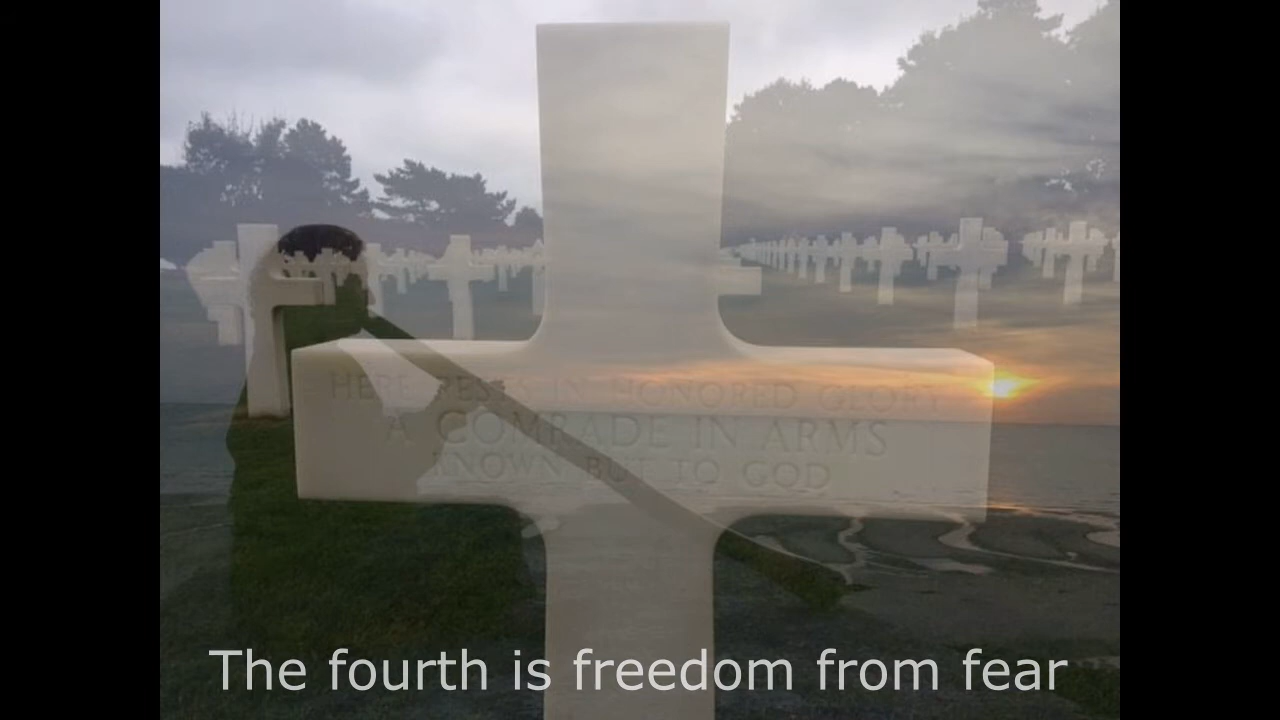 HERE RESTS IN HONORED GLORY
A COMRADE IN ARMS
KNOWN BUT TO GOD
The fourth is freedom from fear